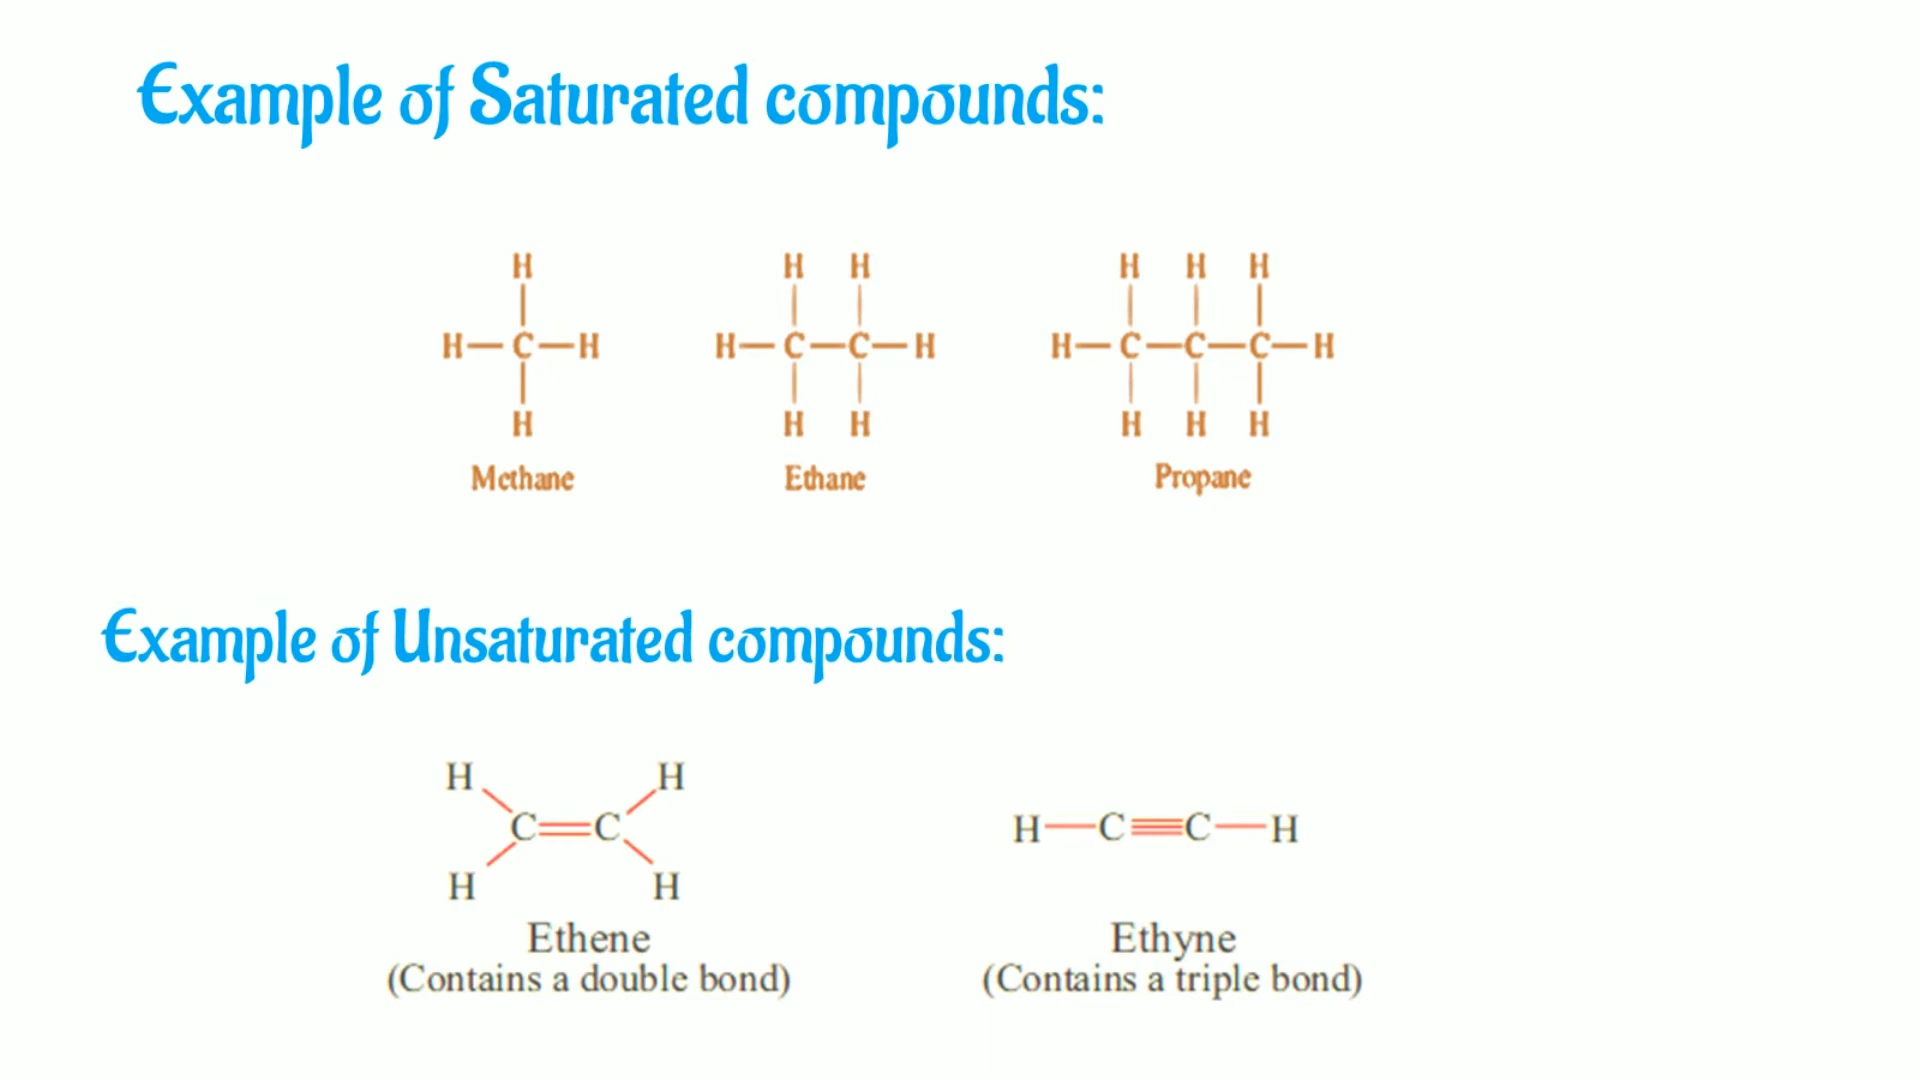 Example of Saturated compounds:
H H H H H H
H—C—H H—C—C—H H—C—C—C—H
H H H H H H
Methane Ethane Propane
Example of Unsaturated compounds:
H H
C=C H—C≡C—H
H H
Ethene Ethyne
(Contains a double bond) (Contains a triple bond)